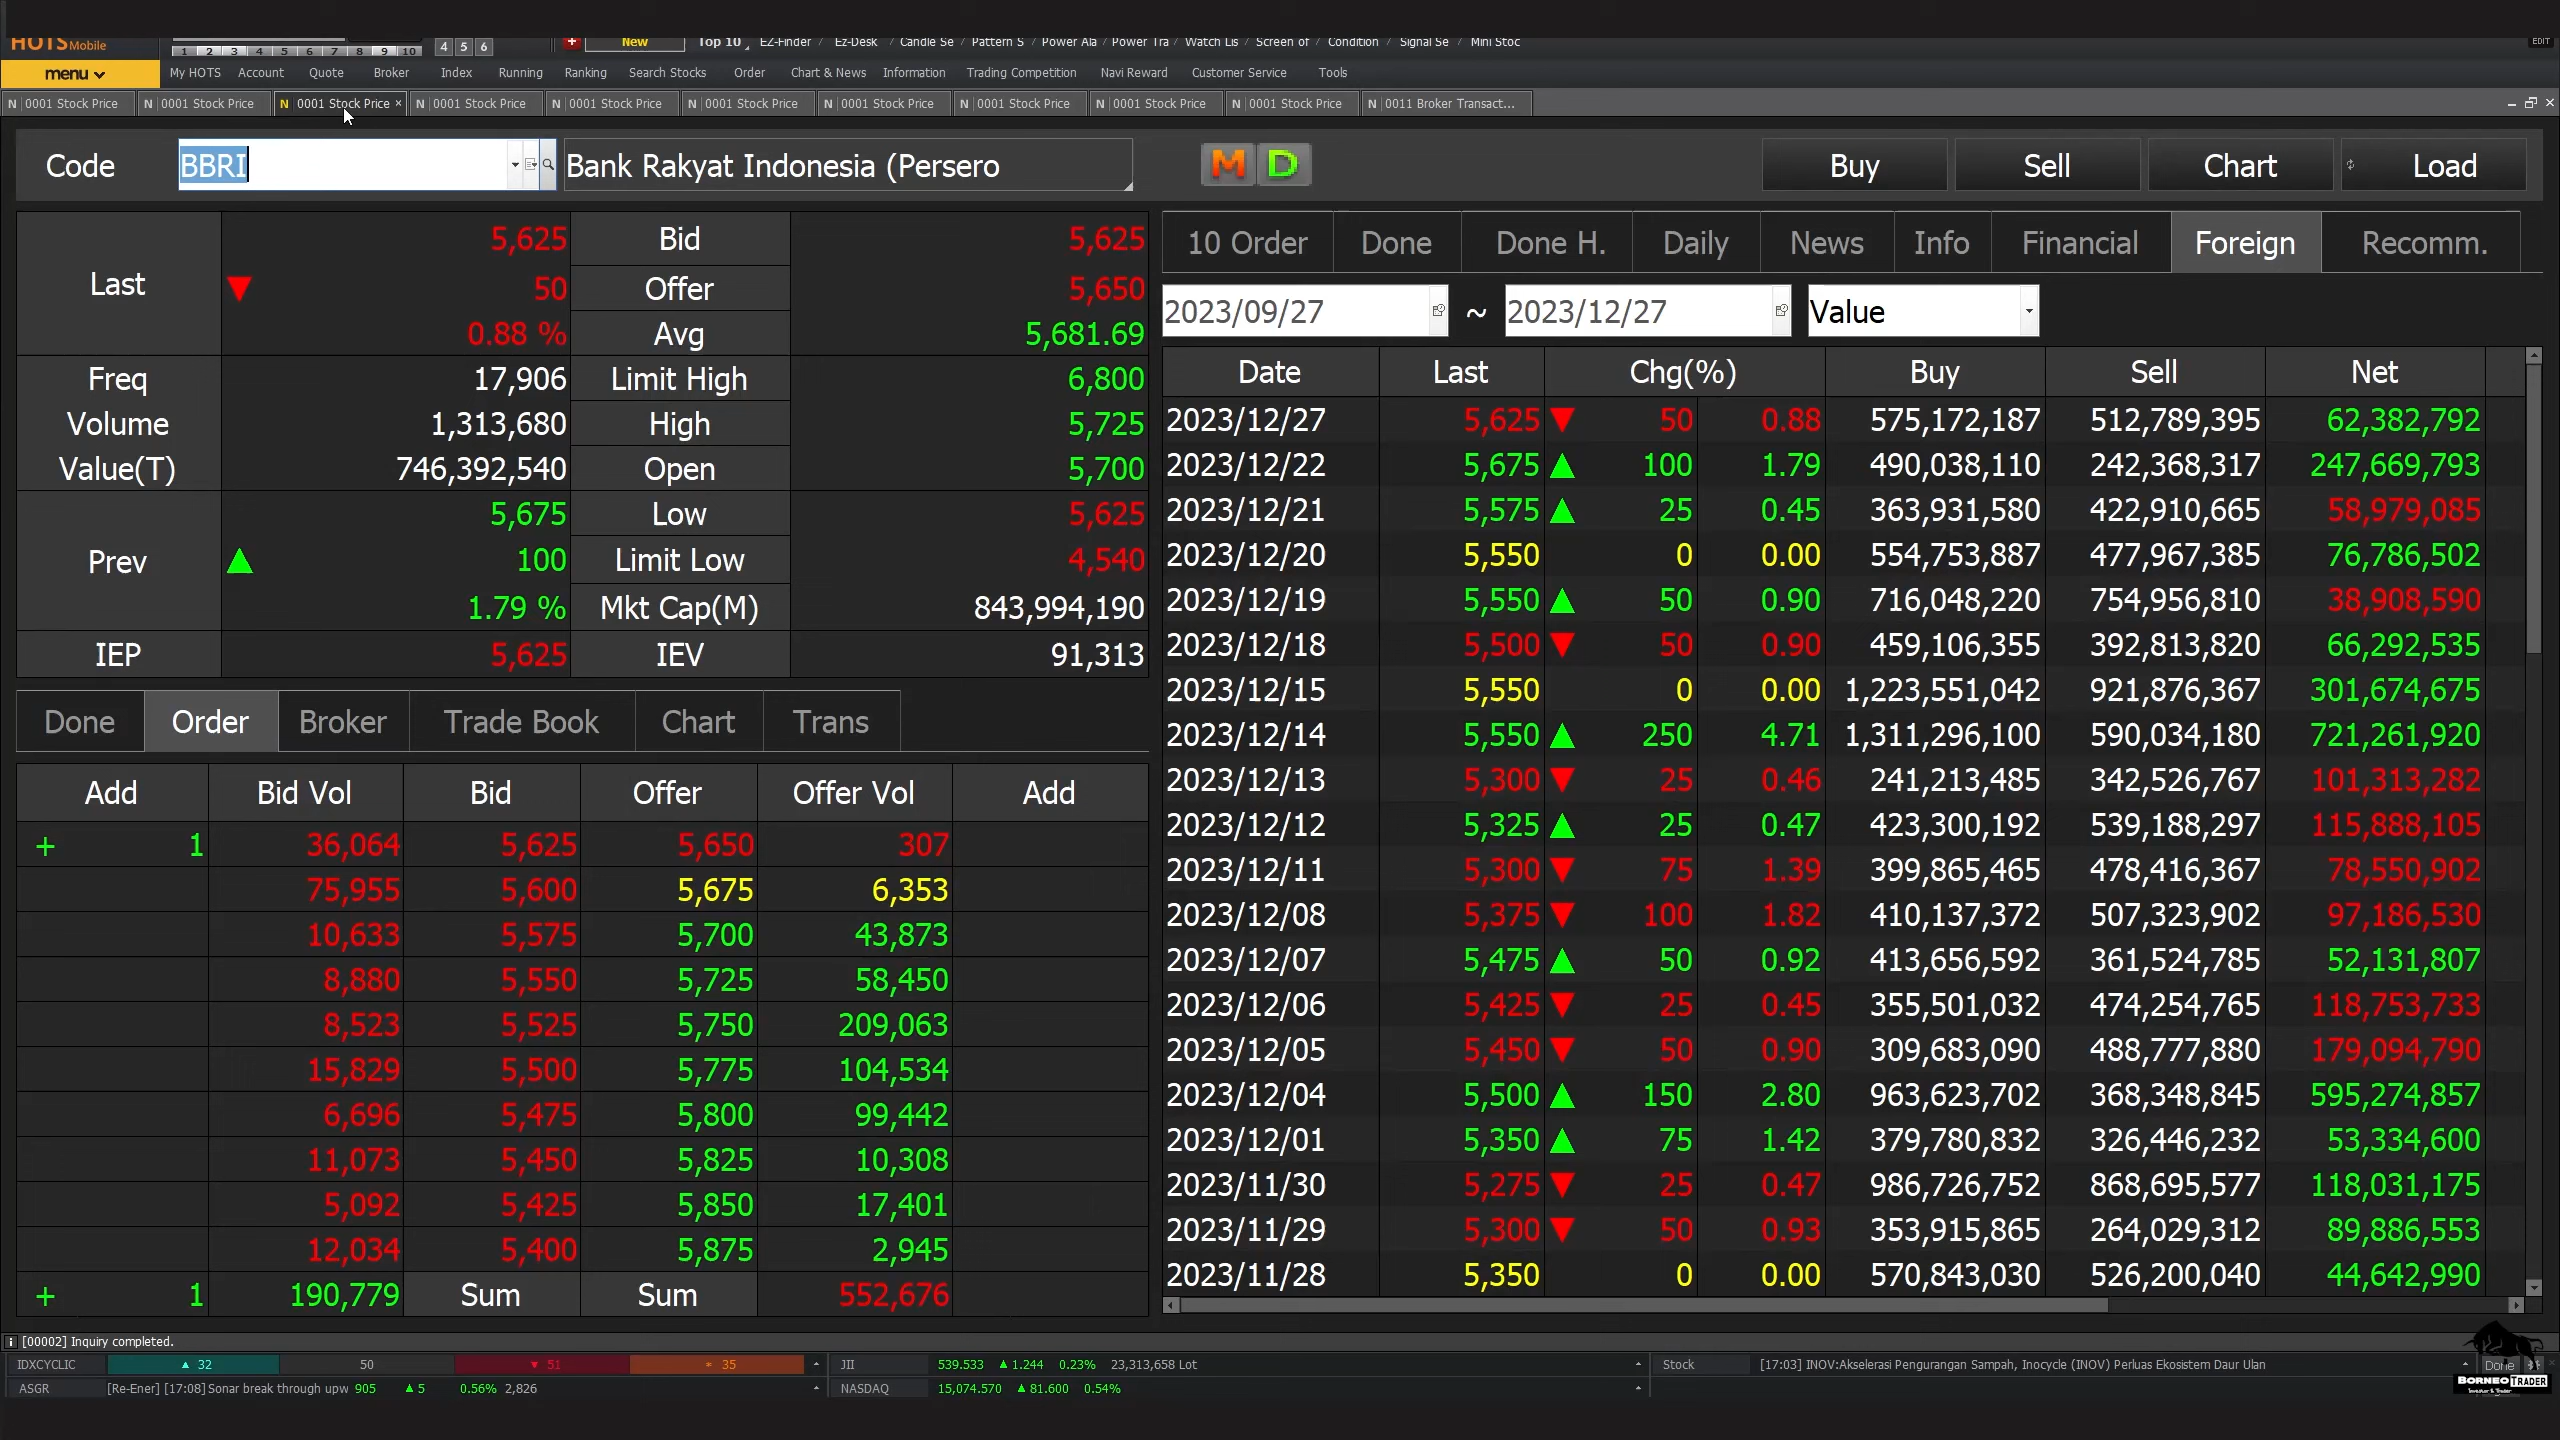 HOTS Mobile
1 2 3 4 5 6 7 8 9 10 4 5 6 New Top 10 EZ-Finder Ez-Desk Candle Se Pattern S Power Ala Power Tra Watch Lis Screen of Condition Signal Se Mini Stoc EDIT
menu My HOTS Account Quote Broker Index Running Ranking Search Stocks Order Chart & News Information Trading Competition Navi Reward Customer Service Tools
N 0001 Stock Price N 0001 Stock Price N 0001 Stock Price × N 0001 Stock Price N 0001 Stock Price N 0001 Stock Price N 0001 Stock Price N 0001 Stock Price N 0001 Stock Price N 0001 Stock Price N 0011 Broker Transact...
Code BBRI Bank Rakyat Indonesia (Persero M D Buy Sell Chart Load
Last 5,625 Bid 5,625
▼ 50 Offer 5,650
0.88 % Avg 5,681.69
Freq 17,906 Limit High 6,800
Volume 1,313,680 High 5,725
Value(T) 746,392,540 Open 5,700
Prev 5,675 Low 5,625
▲ 100 Limit Low 4,540
1.79 % Mkt Cap(M) 843,994,190
IEP 5,625 IEV 91,313
Done Order Broker Trade Book Chart Trans
Add Bid Vol Bid Offer Offer Vol Add
+ 1 36,064 5,625 5,650 307
75,955 5,600 5,675 6,353
10,633 5,575 5,700 43,873
8,880 5,550 5,725 58,450
8,523 5,525 5,750 209,063
15,829 5,500 5,775 104,534
6,696 5,475 5,800 99,442
11,073 5,450 5,825 10,308
5,092 5,425 5,850 17,401
12,034 5,400 5,875 2,945
+ 1 190,779 Sum Sum 552,676
10 Order Done Done H. Daily News Info Financial Foreign Recomm.
2023/09/27 ~ 2023/12/27 Value
Date Last Chg(%) Buy Sell Net
2023/12/27 5,625 ▼ 50 0.88 575,172,187 512,789,395 62,382,792
2023/12/22 5,675 ▲ 100 1.79 490,038,110 242,368,317 247,669,793
2023/12/21 5,575 ▲ 25 0.45 363,931,580 422,910,665 58,979,085
2023/12/20 5,550 0 0.00 554,753,887 477,967,385 76,786,502
2023/12/19 5,550 ▲ 50 0.90 716,048,220 754,956,810 38,908,590
2023/12/18 5,500 ▼ 50 0.90 459,106,355 392,813,820 66,292,535
2023/12/15 5,550 0 0.00 1,223,551,042 921,876,367 301,674,675
2023/12/14 5,550 ▲ 250 4.71 1,311,296,100 590,034,180 721,261,920
2023/12/13 5,300 ▼ 25 0.46 241,213,485 342,526,767 101,313,282
2023/12/12 5,325 ▲ 25 0.47 423,300,192 539,188,297 115,888,105
2023/12/11 5,300 ▼ 75 1.39 399,865,465 478,416,367 78,550,902
2023/12/08 5,375 ▼ 100 1.82 410,137,372 507,323,902 97,186,530
2023/12/07 5,475 ▲ 50 0.92 413,656,592 361,524,785 52,131,807
2023/12/06 5,425 ▼ 25 0.45 355,501,032 474,254,765 118,753,733
2023/12/05 5,450 ▼ 50 0.90 309,683,090 488,777,880 179,094,790
2023/12/04 5,500 ▲ 150 2.80 963,623,702 368,348,845 595,274,857
2023/12/01 5,350 ▲ 75 1.42 379,780,832 326,446,232 53,334,600
2023/11/30 5,275 ▼ 25 0.47 986,726,752 868,695,577 118,031,175
2023/11/29 5,300 ▼ 50 0.93 353,915,865 264,029,312 89,886,553
2023/11/28 5,350 0 0.00 570,843,030 526,200,040 44,642,990
[00002] Inquiry completed.
IDXCYCLIC ▲ 32 50 ▼ 51 * 35 JII 539.533 ▲ 1.244 0.23% 23,313,658 Lot Stock [17:03] INOV:Akselerasi Pengurangan Sampah, Inocycle (INOV) Perluas Ekosistem Daur Ulan Done
ASGR [Re-Ener] [17:08]Sonar break through upw 905 ▲ 5 0.56% 2,826 NASDAQ 15,074.570 ▲ 81.600 0.54%
BORNEO TRADER
Investor & Trader